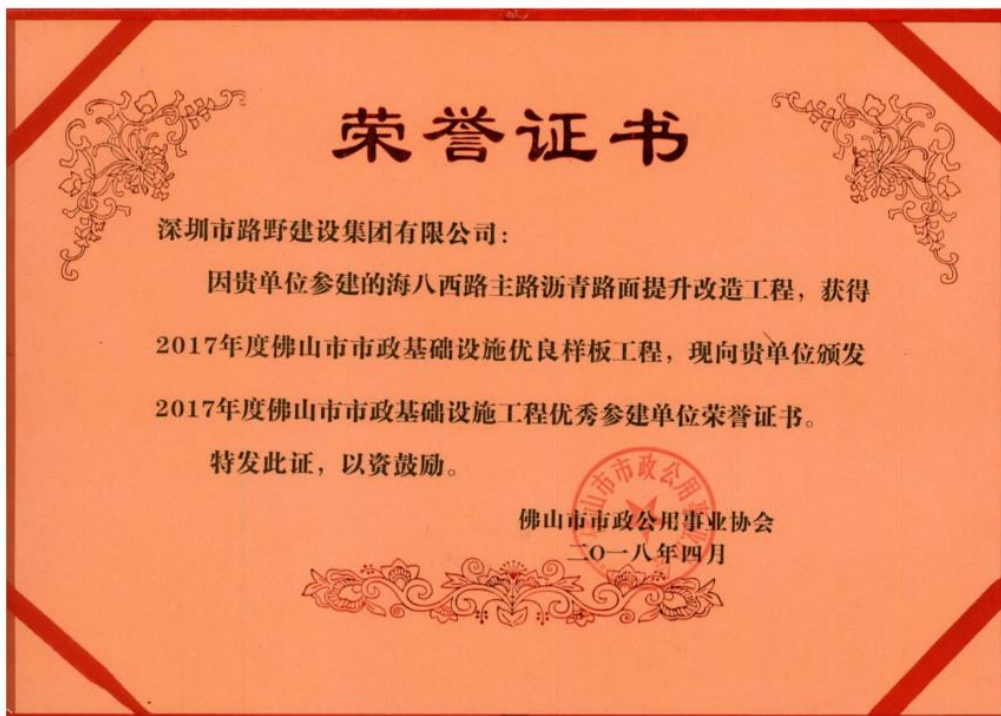 荣誉证书
深圳市路野建设集团有限公司：
因贵单位参建的海八西路主路沥青路面提升改造工程，获得
2017年度佛山市市政基础设施优良样板工程，现向贵单位颁发
2017年度佛山市市政基础设施工程优秀参建单位荣誉证书。
特发此证，以资鼓励。
佛山市市政公用事业协会
二〇一八年四月